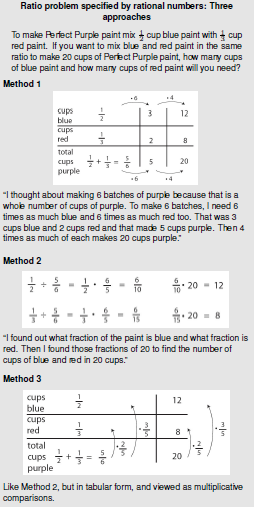 Ratio problem specified by rational numbers: Three
approaches
To make Perfect Purple paint mix 1/2 cup blue paint with 1/3 cup
red paint. If you want to mix blue and red paint in the same
ratio to make 20 cups of Perfect Purple paint, how many cups
of blue paint and how many cups of red paint will you need?
Method 1
·6 ·4
cups
blue 1/2 3 12
cups
red 1/3 2 8
total
cups 1/2 + 1/3 = 5/6 5 20
purple
·6 ·4
"I thought about making 6 batches of purple because that is a
whole number of cups of purple. To make 6 batches, I need 6
times as much blue and 6 times as much red too. That was 3
cups blue and 2 cups red and that made 5 cups purple. Then 4
times as much of each makes 20 cups purple."
Method 2
1/2 ÷ 5/6 = 1/2 · 6/5 = 6/10 6/10 · 20 = 12
1/3 ÷ 5/6 = 1/3 · 6/5 = 6/15 6/15 · 20 = 8
"I found out what fraction of the paint is blue and what fraction is
red. Then I found those fractions of 20 to find the number of
cups of blue and red in 20 cups."
Method 3
cups
blue 1/2 12
cups
red 1/3 · 3/5 8 · 3/5
total
cups 1/2 + 1/3 = 5/6 · 2/5 20 · 2/5
purple
Like Method 2, but in tabular form, and viewed as multiplicative
comparisons.